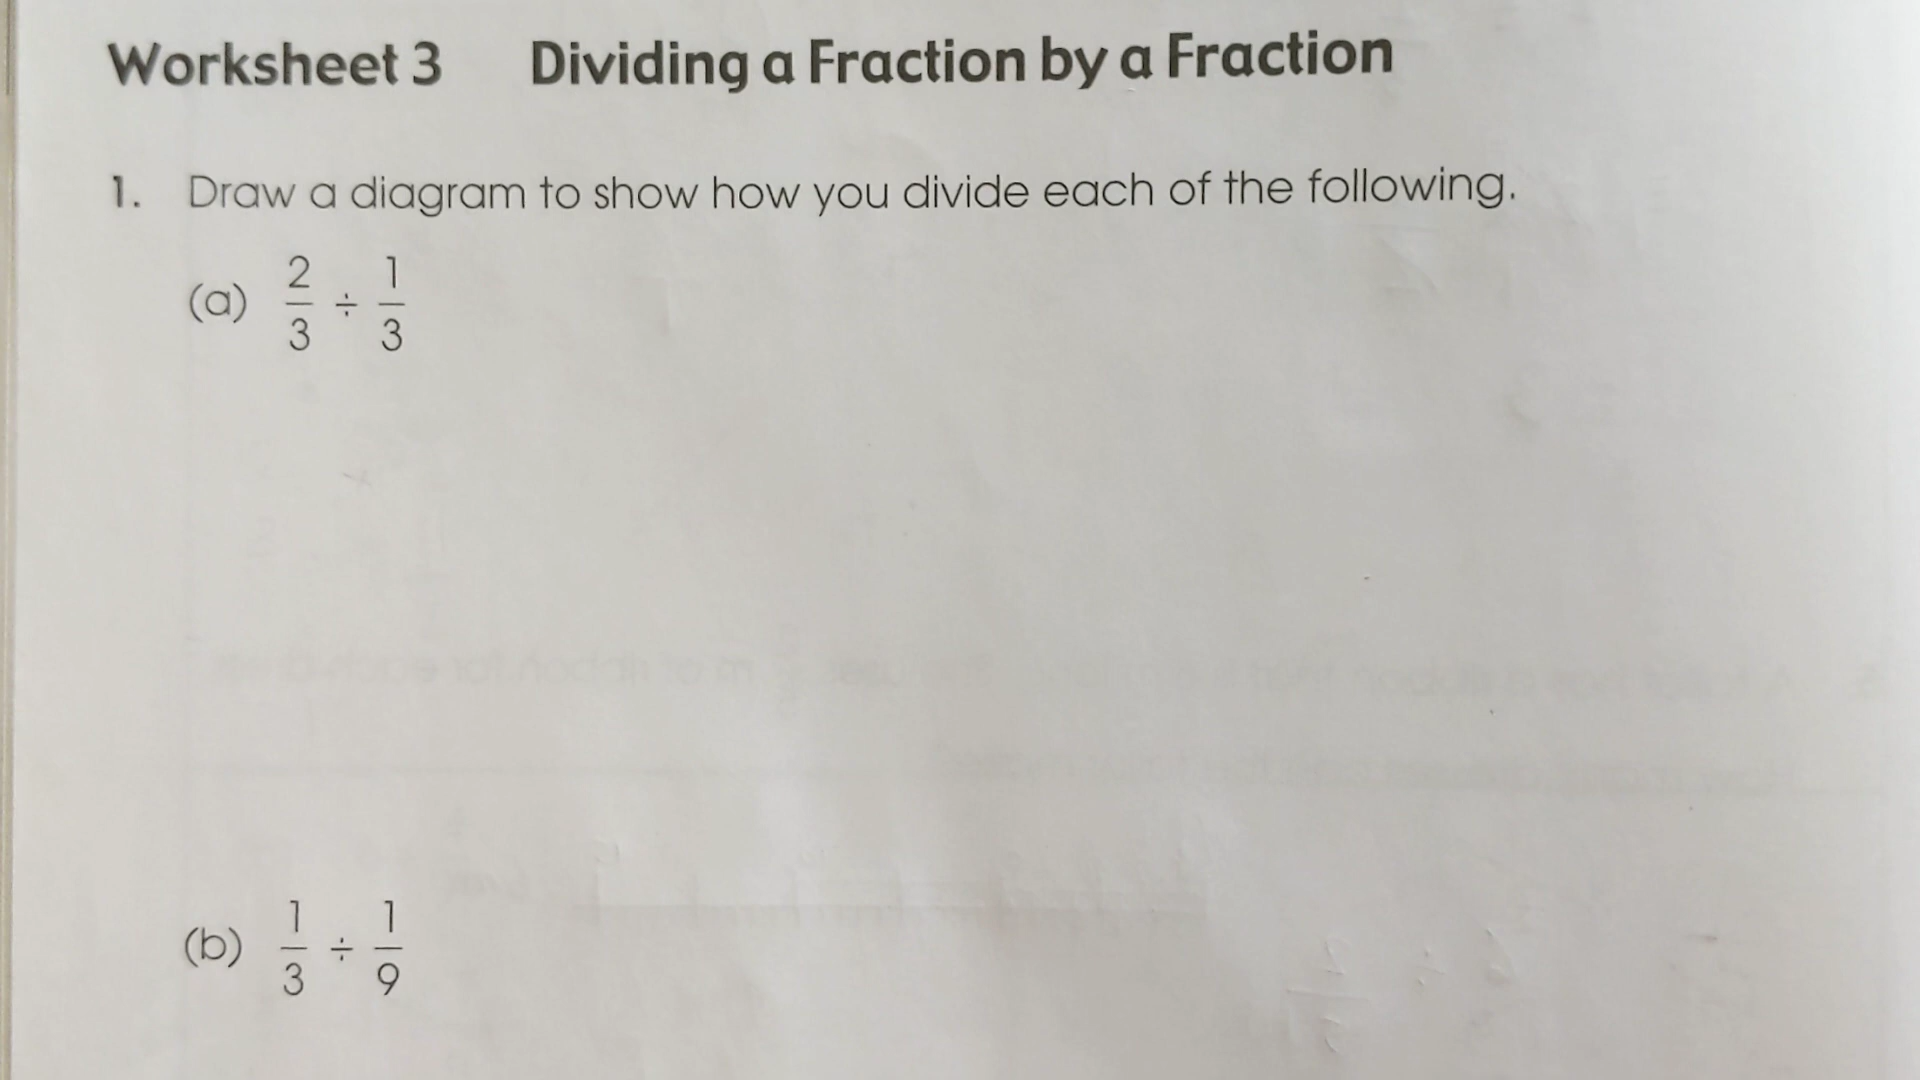 Worksheet 3 Dividing a Fraction by a Fraction
1. Draw a diagram to show how you divide each of the following.
(a) 2/3 ÷ 1/3
(b) 1/3 ÷ 1/9